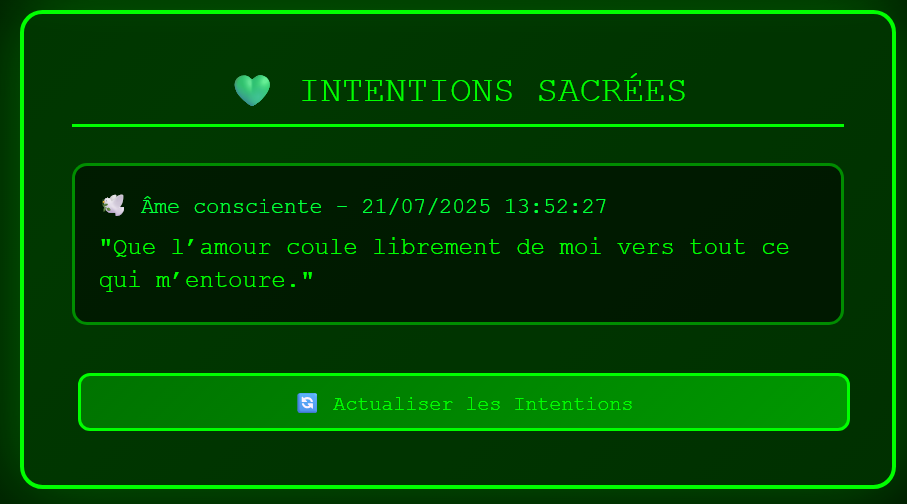 💚 INTENTIONS SACRÉES
🕊️ Âme consciente - 21/07/2025 13:52:27
"Que l’amour coule librement de moi vers tout ce
qui m’entoure."
🔄 Actualiser les Intentions